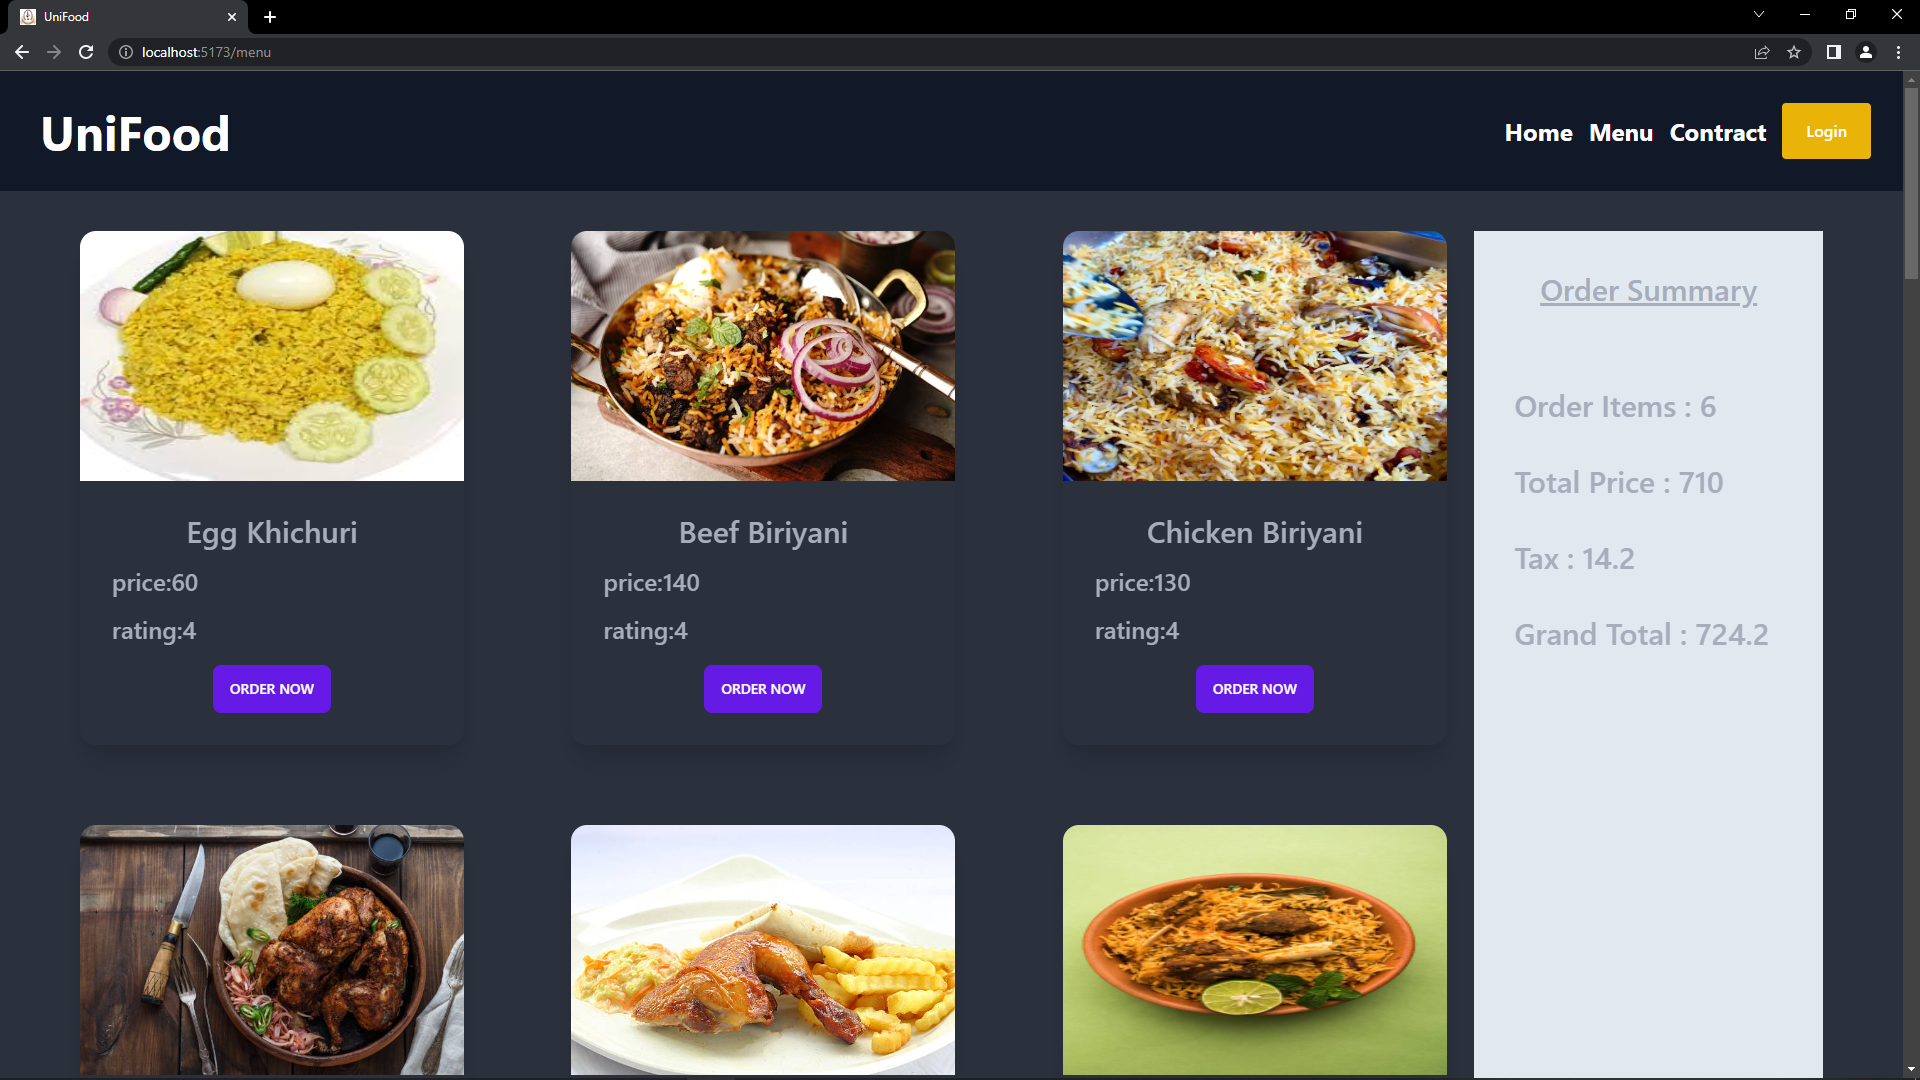 UniFood
localhost:5173/menu
UniFood
Home Menu Contract Login
Egg Khichuri
price:60
rating:4
ORDER NOW
Beef Biriyani
price:140
rating:4
ORDER NOW
Chicken Biriyani
price:130
rating:4
ORDER NOW
Order Summary
Order Items : 6
Total Price : 710
Tax : 14.2
Grand Total : 724.2